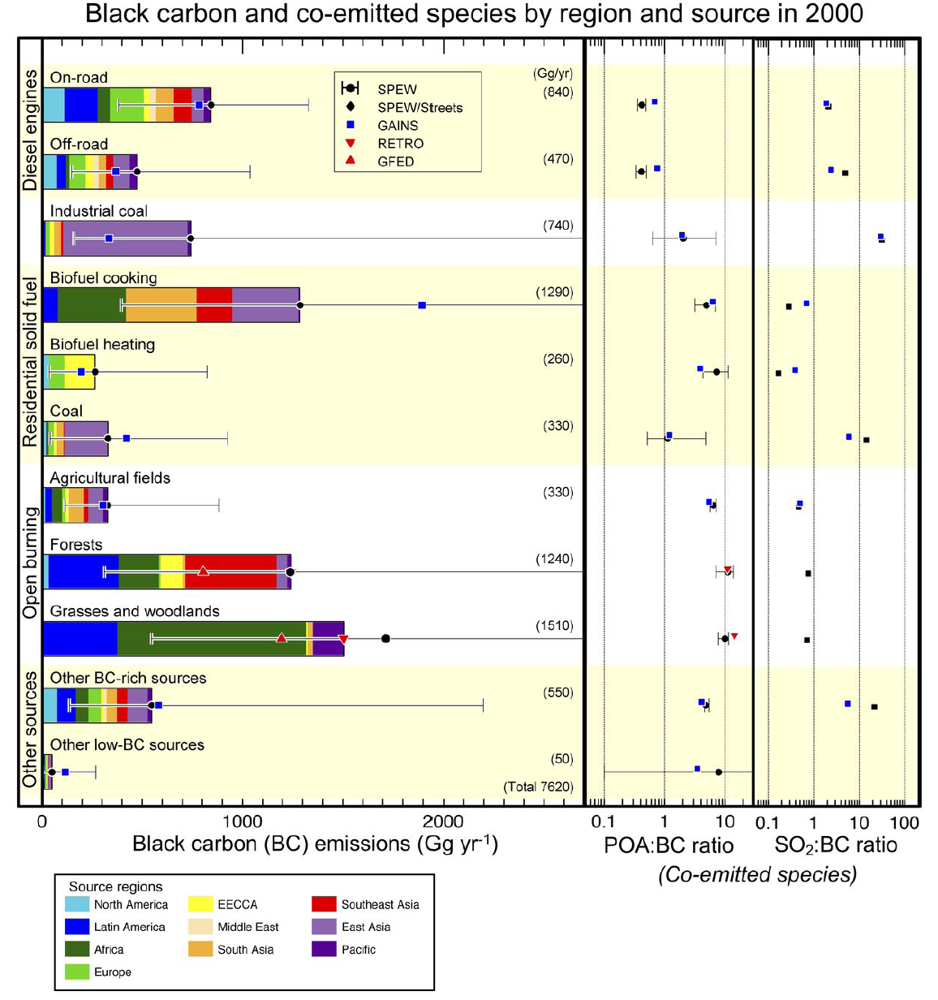 Black carbon and co-emitted species by region and source in 2000
Diesel engines
Residential solid fuel
Open burning
Other sources
On-road
(Gg/yr)
(840)
Off-road
(470)
Industrial coal
(740)
Biofuel cooking
(1290)
Biofuel heating
(260)
Coal
(330)
Agricultural fields
(330)
Forests
(1240)
Grasses and woodlands
(1510)
Other BC-rich sources
(550)
Other low-BC sources
(50)
(Total 7620)
SPEW
SPEW/Streets
GAINS
RETRO
GFED
0 1000 2000
0.1 1 10
0.1 1 10 100
Black carbon (BC) emissions (Gg yr⁻¹)
POA:BC ratio
SO₂:BC ratio
(Co-emitted species)
Source regions
North America
Latin America
Africa
Europe
EECCA
Middle East
South Asia
Southeast Asia
East Asia
Pacific